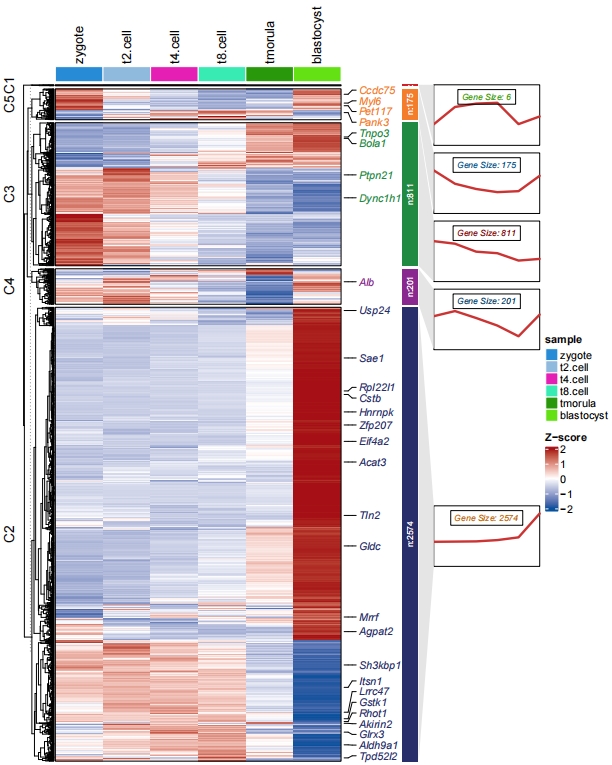 zygote
t2.cell
t4.cell
t8.cell
tmorula
blastocyst
C5C1
C3
C4
C2
Ccdc75
Myl6
Pet117
Pank3
Tnpo3
Bola1
Ptpn21
Dync1h1
Alb
Usp24
Sae1
Rpl22l1
Cstb
Hnrnpk
Zfp207
Eif4a2
Acat3
Tln2
Gldc
Mrrf
Agpat2
Sh3kbp1
Itsn1
Lrrc47
Gstk1
Rhot1
Akirin2
Glrx3
Aldh9a1
Tpd52l2
n:175
n:811
n:201
n:2574
Gene Size: 6
Gene Size: 175
Gene Size: 811
Gene Size: 201
Gene Size: 2574
sample
zygote
t2.cell
t4.cell
t8.cell
tmorula
blastocyst
Z-score
2
1
0
−1
−2